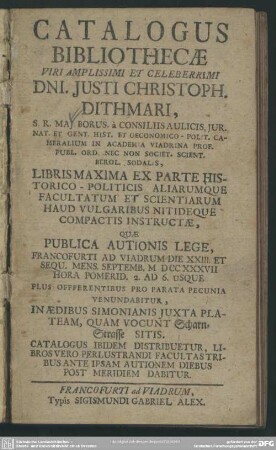 CATALOGUS
BIBLIOTHECÆ
VIRI AMPLISSIMI ET CELEBERRIMI
DNI. JUSTI CHRISTOPH.
DITHMARI,
S. R. MAJ. BORUS. à CONSILIIS AULICIS, JUR.
NAT. ET GENT. HIST. ET OECONOMICO-POLIT. CA-
MERALIUM IN ACADEMIA VIADRINA PROF.
PUBL. ORD. NEC NON SOCIET. SCIENT.
BEROL. SODALS,
LIBRIS MAXIMA EX PARTE HIS-
TORICO-POLITICIS ALIARUMQUE
FACULTATUM ET SCIENTIARUM
HAUD VULGARIBUS NITIDEQUE
COMPACTIS INSTRUCTÆ,
QUÆ
PUBLICA AUTIONIS LEGE,
FRANCOFURTI AD VIADRUM DIE XXIII. ET
SEQU. MENS. SEPTEMB. M DCC XXXVII
HORA POMERID. 2. AD 6. USQUE
PLUS OFFFERENTIBUS PRO PARATA PECUNIA
VENUNDABITUR,
IN ÆDIBUS SIMONIANIS JUXTA PLA-
TEAM, QUAM VOCUNT Scharn-
Strasse SITIS.
CATALOGUS IBIDEM DISTRIBUETUR, LI-
BROS VERO PERLUSTRANDI FACULTAS TRI-
BUS ANTE IPSAM AUTIONEM DIEBUS
POST MERIDIEM DABITUR.
FRANCOFURTI ad VIADRUM,
Typis SIGISMUNDI GABRIEL. ALEX.